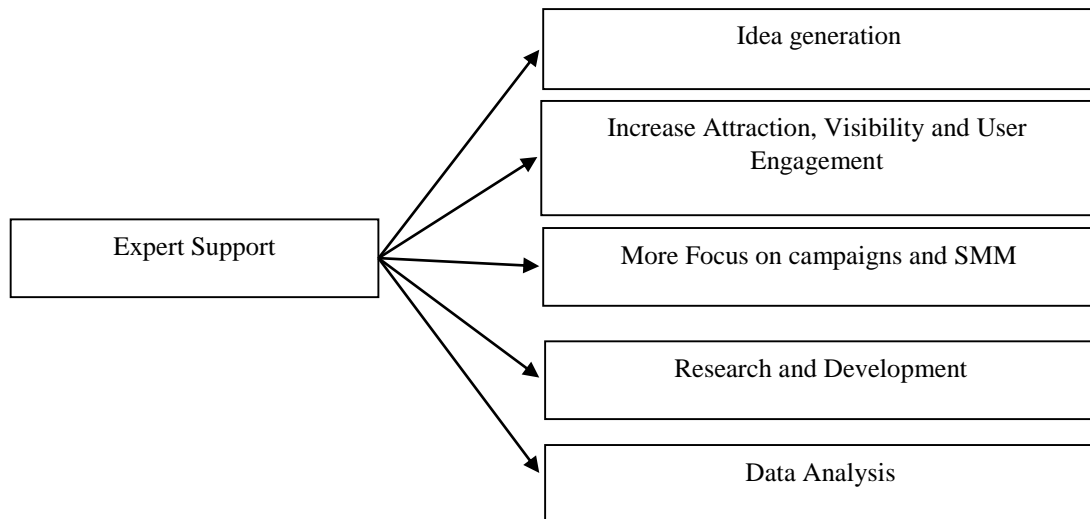 Idea generation
Increase Attraction, Visibility and User
Engagement
Expert Support
More Focus on campaigns and SMM
Research and Development
Data Analysis